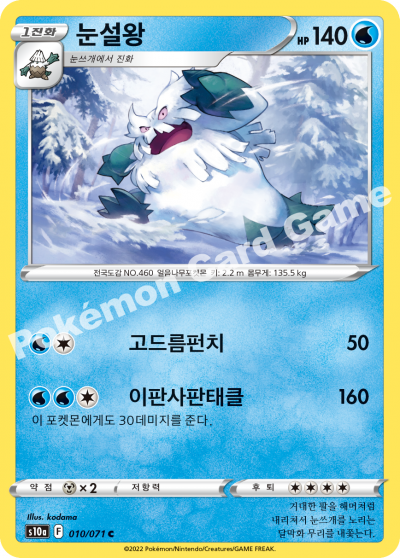 1진화 눈설왕 HP 140
눈쓰개에서 진화
전국도감 NO.460 얼음나무포켓몬 키: 2.2 m 몸무게: 135.5 kg
Pokémon Card Game
고드름펀치 50
이판사판태클 160
이 포켓몬에게도 30데미지를 준다.
약점 ×2 저항력 후퇴
Illus. kodama
s10a F 010/071 C
거대한 팔을 해머처럼
내리쳐서 눈쓰개를 노리는
달막화 무리를 내쫓는다.
©2022 Pokémon/Nintendo/Creatures/GAME FREAK.